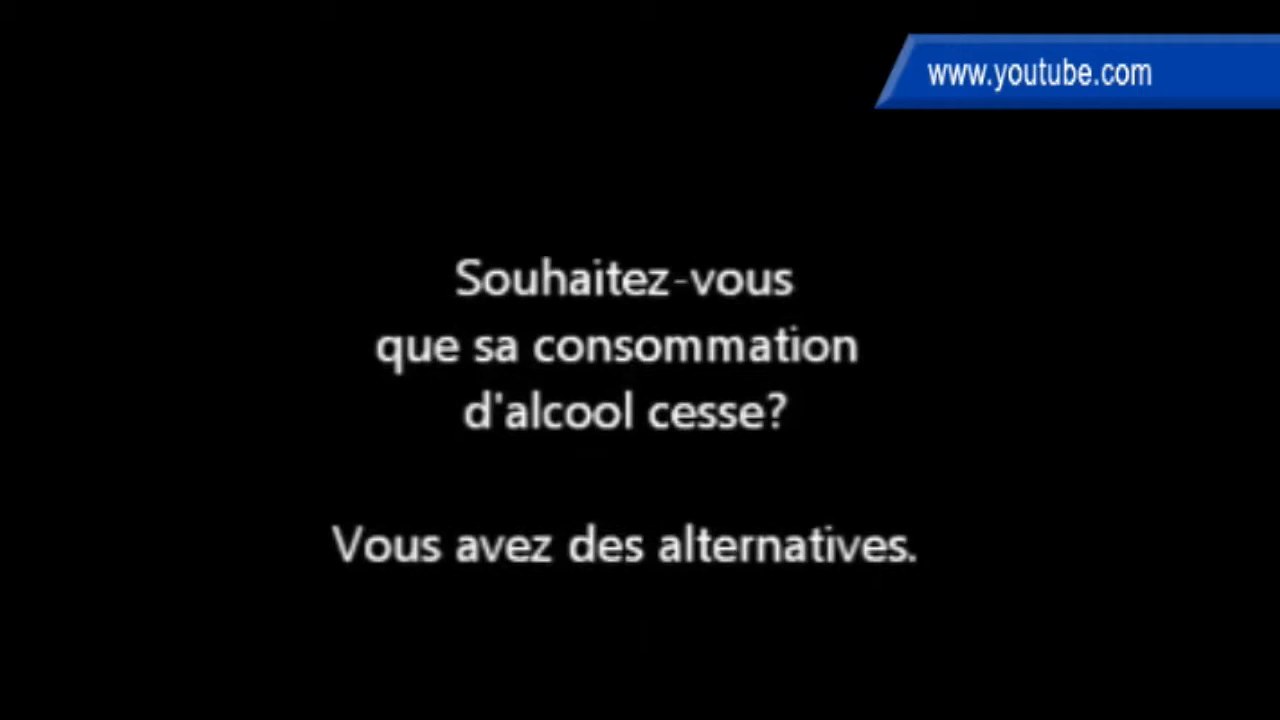 www.youtube.com
Souhaitez-vous
que sa consommation
d'alcool cesse?
Vous avez des alternatives.